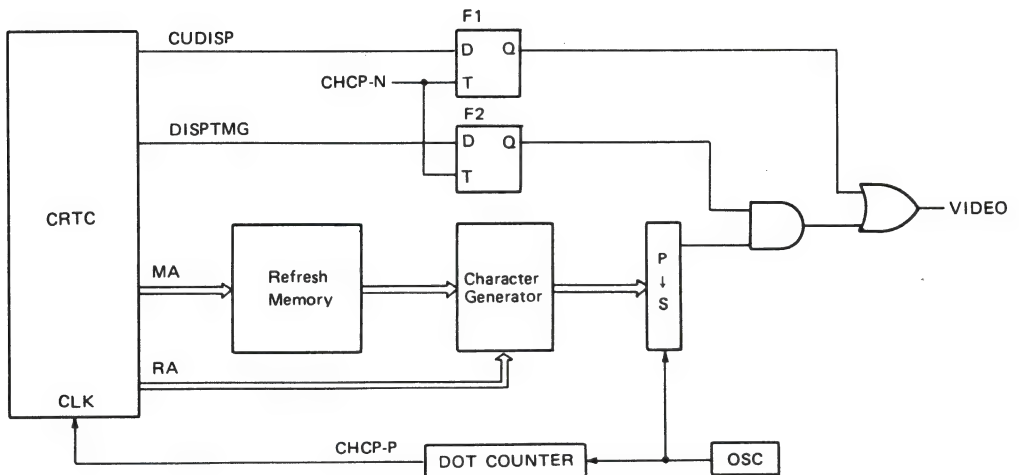 F1
CUDISP
D Q
CHCP-N
T
F2
DISPTMG
D Q
T
CRTC
VIDEO
MA
Refresh
Memory
Character
Generator
P
↓
S
RA
CLK
CHCP-P
DOT COUNTER
OSC